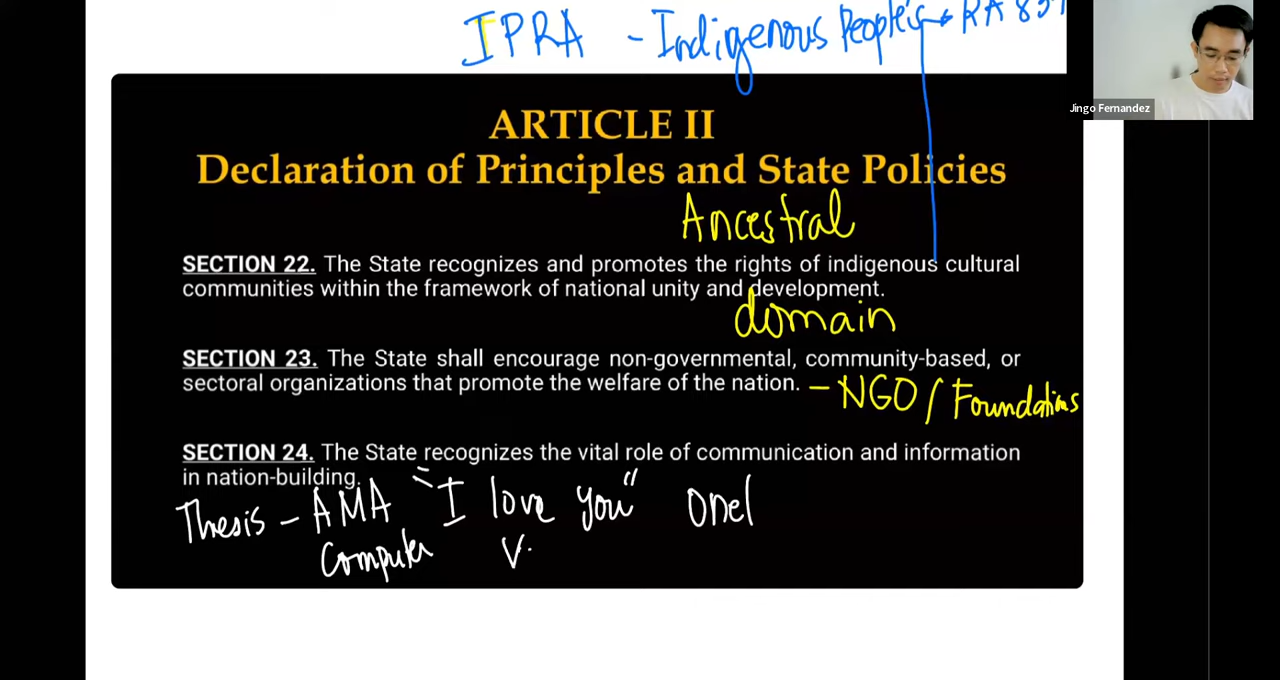 IPRA - Indigenous People's → RA 837
Jingo Fernandez
ARTICLE II
Declaration of Principles and State Policies
Ancestral
SECTION 22. The State recognizes and promotes the rights of indigenous cultural
communities within the framework of national unity and development.
domain
SECTION 23. The State shall encourage non-governmental, community-based, or
sectoral organizations that promote the welfare of the nation. - NGO / Foundations
SECTION 24. The State recognizes the vital role of communication and information
in nation-building.
Thesis - AMA "I love you" Onel
Computer V.